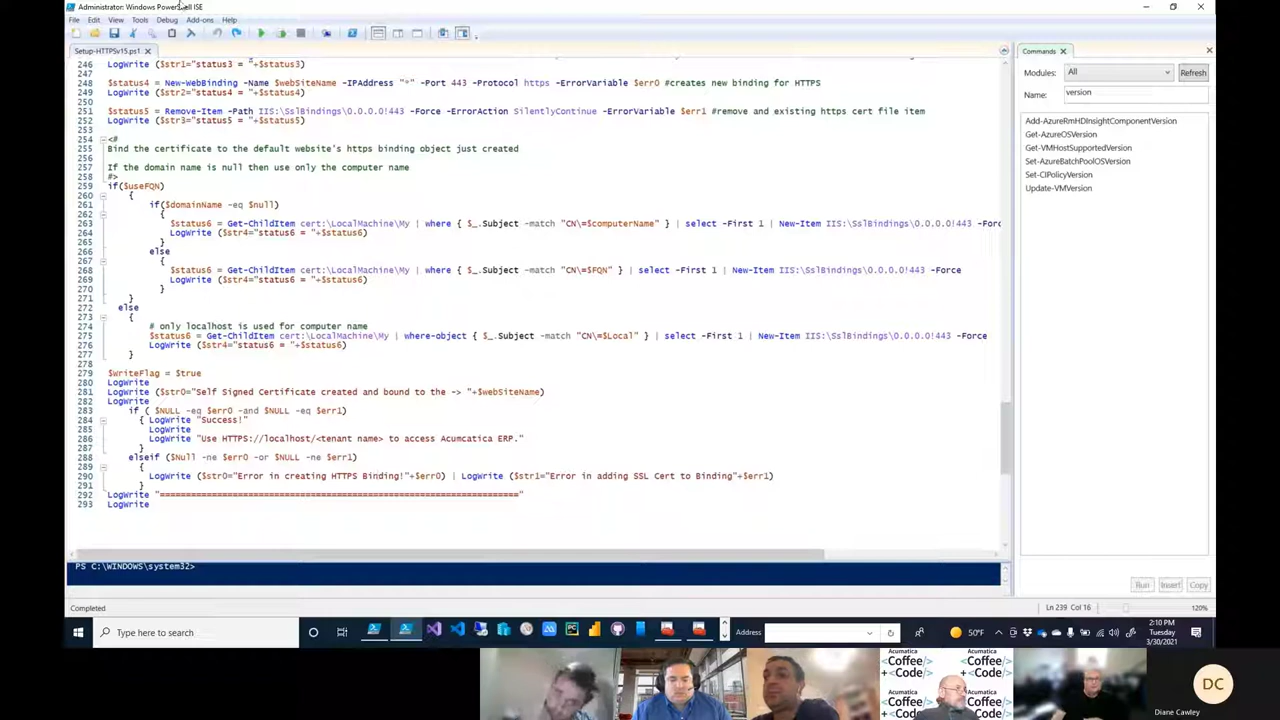 Administrator: Windows PowerShell ISE
File Edit View Tools Debug Add-ons Help
Setup-HTTPSv15.ps1
Commands
246 LogWrite ($str1="status3 = "+$status3)
247
248 $status4 = New-WebBinding -Name $webSiteName -IPAddress "*" -Port 443 -Protocol https -ErrorVariable $err0 #creates new binding for HTTPS
249 LogWrite ($str2="status4 = "+$status4)
250
251 $status5 = Remove-Item -Path IIS:\SslBindings\0.0.0.0!443 -Force -ErrorAction SilentlyContinue -ErrorVariable $err1 #remove and existing https cert file item
252 LogWrite ($str3="status5 = "+$status5)
253
254 <#
255 Bind the certificate to the default website's https binding object just created
256
257 If the domain name is null then use only the computer name
258 #>
259 if($useFQN)
260 {
261 if($domainName -eq $null)
262 {
263 $status6 = Get-ChildItem cert:\LocalMachine\My | where { $_.Subject -match "CN\=$computerName" } | select -First 1 | New-Item IIS:\SslBindings\0.0.0.0!443 -Forc
264 LogWrite ($str4="status6 = "+$status6)
265 }
266 else
267 {
268 $status6 = Get-ChildItem cert:\LocalMachine\My | where { $_.Subject -match "CN\=$FQN" } | select -First 1 | New-Item IIS:\SslBindings\0.0.0.0!443 -Force
269 LogWrite ($str4="status6 = "+$status6)
270 }
271 }
272 else
273 {
274 # only localhost is used for computer name
275 $status6 = Get-ChildItem cert:\LocalMachine\My | where-object { $_.Subject -match "CN\=$Local" } | select -First 1 | New-Item IIS:\SslBindings\0.0.0.0!443 -Force
276 LogWrite ($str4="status6 = "+$status6)
277 }
278
279 $writeFlag = $true
280 LogWrite
281 LogWrite ($str0="Self Signed Certificate created and bound to the -> "+$webSiteName)
282 LogWrite
283 if ( $NULL -eq $err0 -and $NULL -eq $err1)
284 { LogWrite "Success!"
285 LogWrite
286 LogWrite "Use HTTPS://localhost/<tenant name> to access Acumcatica ERP."
287 }
288 elseif ($Null -ne $err0 -or $NULL -ne $err1)
289 {
290 LogWrite ($str0="Error in creating HTTPS Binding!"+$err0) | LogWrite ($str1="Error in adding SSL Cert to Binding"+$err1)
291 }
292 LogWrite "====================================================================="
293 LogWrite
Modules: All Refresh
Name: version
Add-AzureRmHDInsightComponentVersion
Get-AzureOSVersion
Get-VMHostSupportedVersion
Set-AzureBatchPoolOSVersion
Set-CIPolicyVersion
Update-VMVersion
Run Insert Copy
PS C:\WINDOWS\system32>
Completed Ln 239 Col 16 120%
Type here to search Address 50°F 2:10 PM
Tuesday
3/30/2021
Acumatica Acumatica
<Coffee/> <Coffee/>
+<Code/> +<Code/>
Acumatica
<Coffee/>
+<Code/>
DC
Diane Cawley